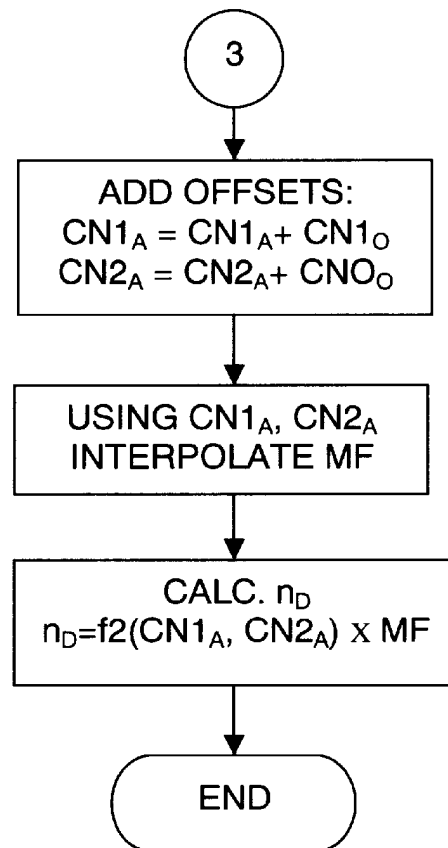 3
ADD OFFSETS:
CN1A = CN1A+ CN1O
CN2A = CN2A+ CNOO
USING CN1A, CN2A
INTERPOLATE MF
CALC. nD
nD=f2(CN1A, CN2A) x MF
END